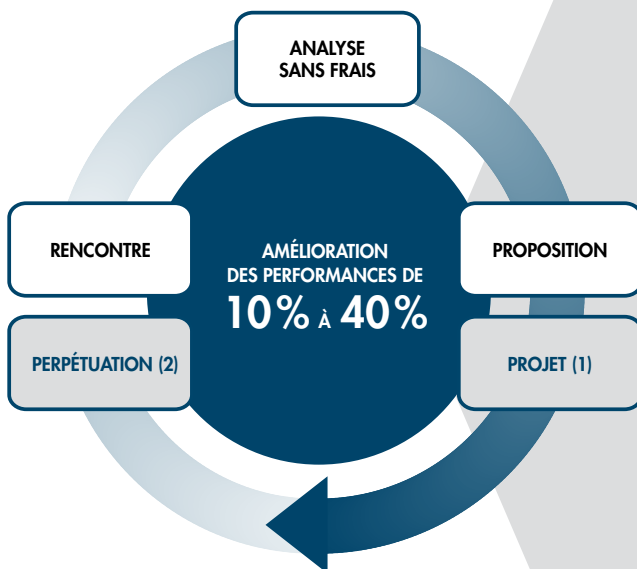 ANALYSE
SANS FRAIS
RENCONTRE
AMÉLIORATION
DES PERFORMANCES DE
10% À 40%
PROPOSITION
PERPÉTUATION (2)
PROJET (1)